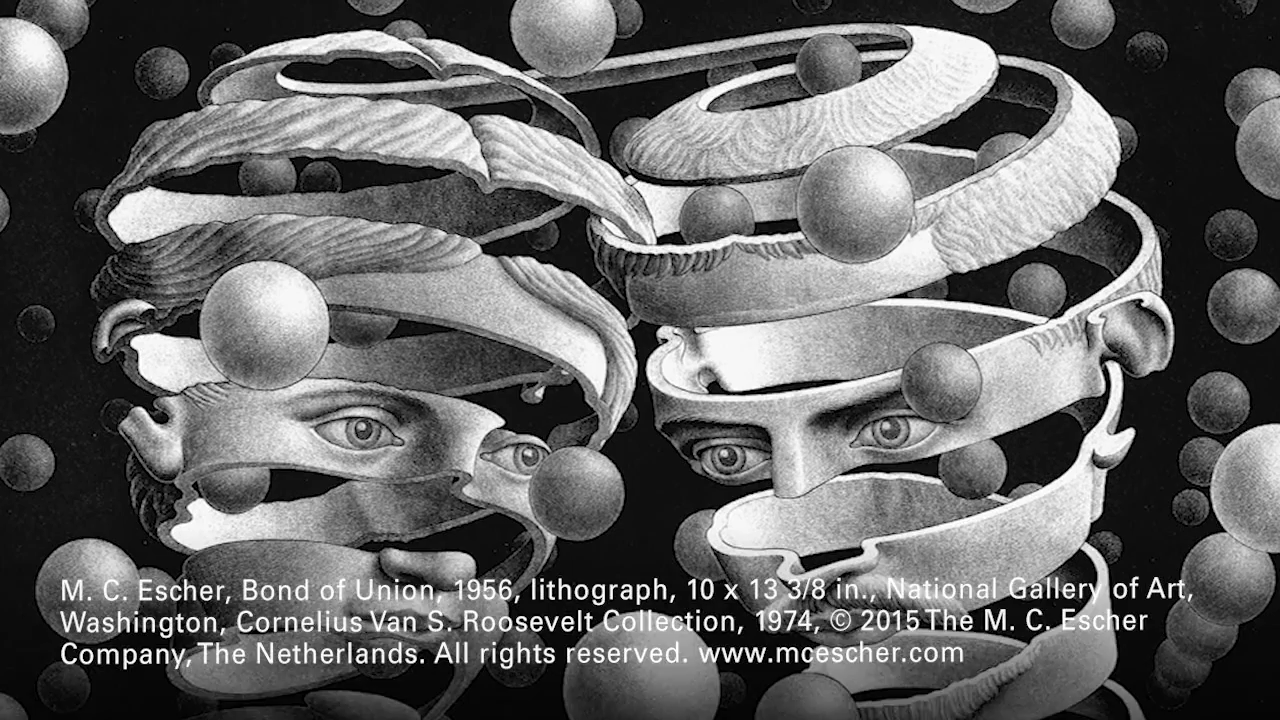 M. C. Escher, Bond of Union, 1956, lithograph, 10 x 13 3/8 in., National Gallery of Art,
Washington, Cornelius Van S. Roosevelt Collection, 1974, © 2015 The M. C. Escher
Company, The Netherlands. All rights reserved. www.mcescher.com